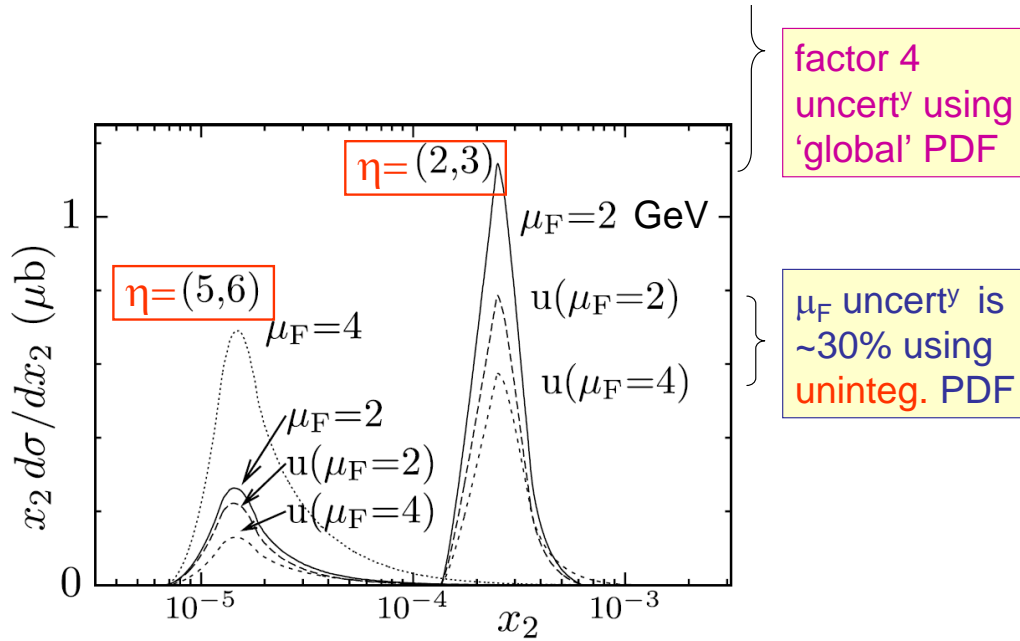 factor 4
uncertʸ using
‘global’ PDF
η=(2,3)
1
μF=2 GeV
η=(5,6)
u(μF=2)
μF uncertʸ is
~30% using
uninteg. PDF
μF=4
u(μF=4)
μF=2
u(μF=2)
u(μF=4)
x₂ dσ/dx₂ (μb)
0
10⁻⁵
10⁻⁴
10⁻³
x₂